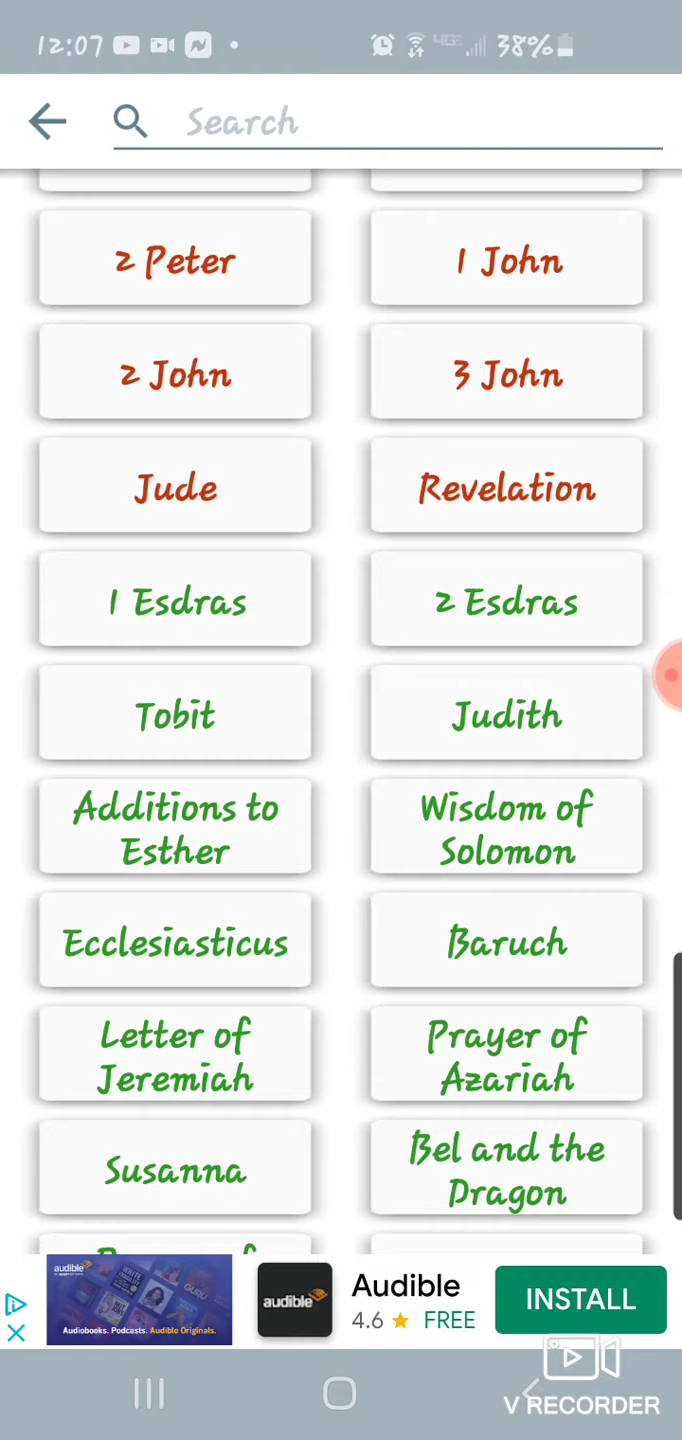 12:07 4GE 38%
Search
2 Peter
1 John
2 John
3 John
Jude
Revelation
1 Esdras
2 Esdras
Tobit
Judith
Additions to
Esther
Wisdom of
Solomon
Ecclesiasticus
Baruch
Letter of
Jeremiah
Prayer of
Azariah
Susanna
Bel and the
Dragon
audible
Audiobooks. Podcasts. Audible Originals.
audible
Audible
4.6 ★ FREE
INSTALL
V RECORDER